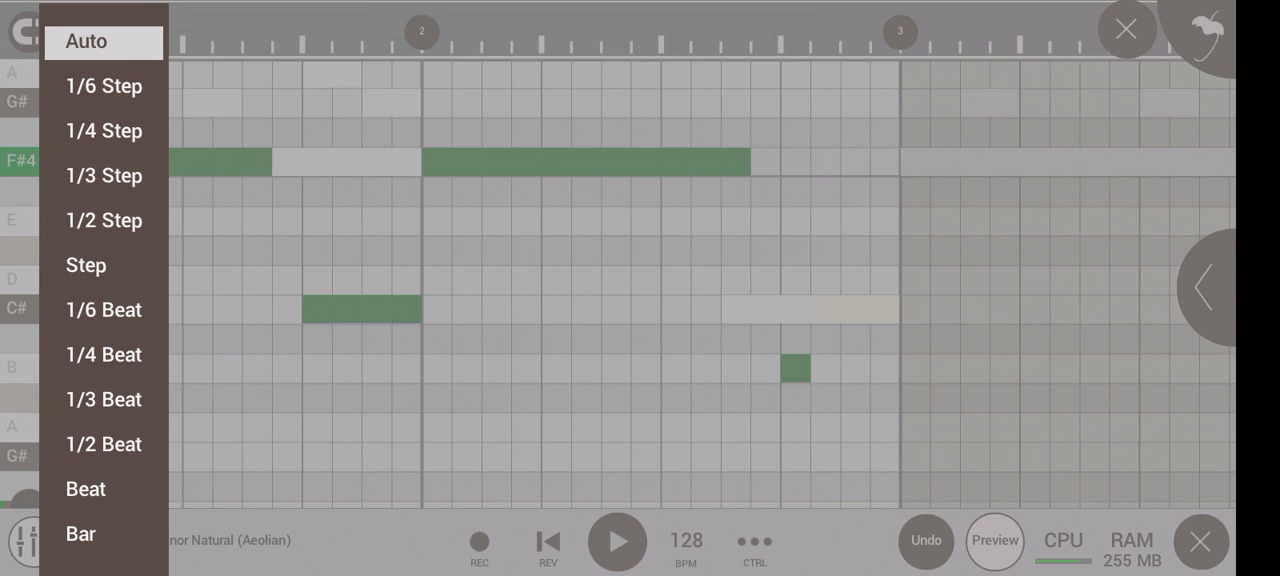 Auto
1/6 Step
1/4 Step
1/3 Step
1/2 Step
Step
1/6 Beat
1/4 Beat
1/3 Beat
1/2 Beat
Beat
Bar
2
3
A
G#
F#4
E
D
C#
B
A
G#
nor Natural (Aeolian)
REC
REV
128
BPM
CTRL
Undo
Preview
CPU
RAM
255 MB